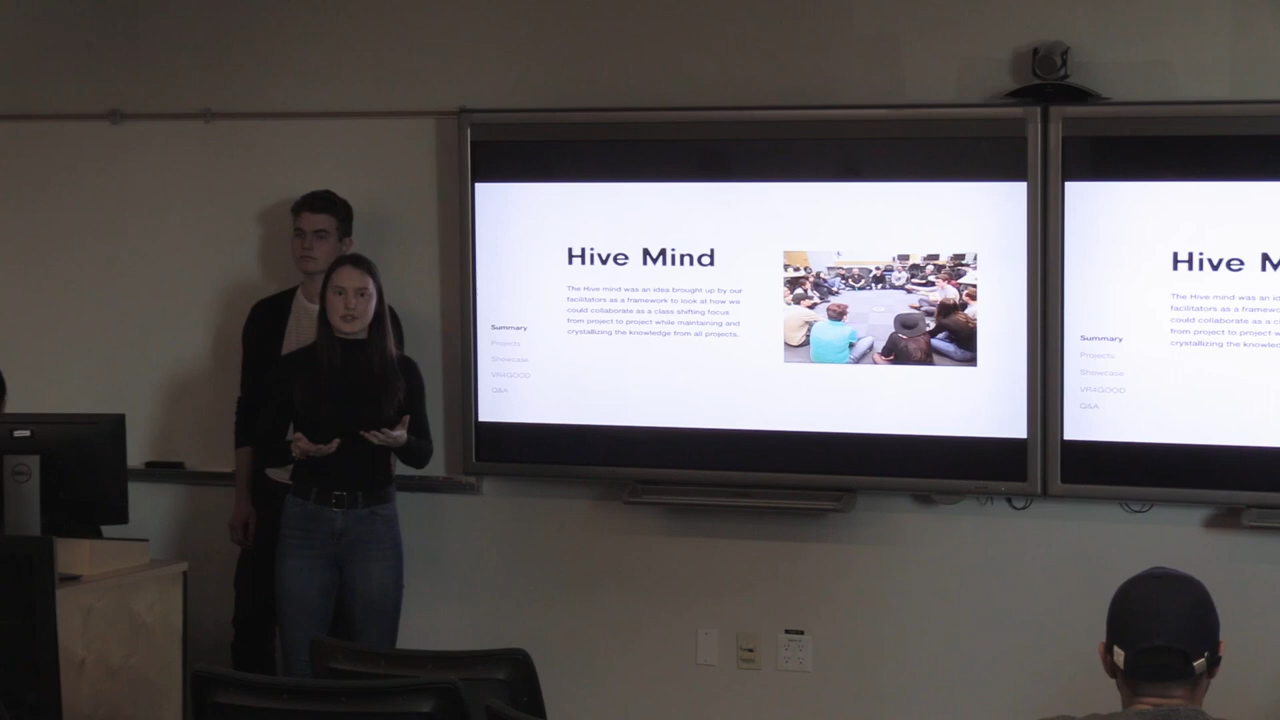 Hive Mind
The Hive mind was an idea brought up by our
facilitators as a framework to look at how we
could collaborate as a class shifting focus
from project to project while maintaining and
crystallizing the knowledge from all projects.
Summary
Projects
Showcase
VR4GOOD
Q&A
Hive M
The Hive mind was an id
facilitators as a framew
could collaborate as a c
from project to project w
crystallizing the knowle
Summary
Projects
Showcase
VR4GOOD
Q&A
DELL